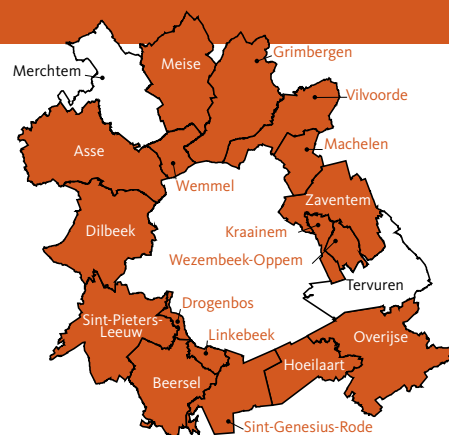 Grimbergen
Meise
Merchtem
Vilvoorde
Machelen
Asse
Wemmel
Zaventem
Dilbeek
Kraainem
Wezembeek-Oppem
Tervuren
Drogenbos
Sint-Pieters-
Leeuw
Linkebeek
Overijse
Hoeilaart
Beersel
Sint-Genesius-Rode